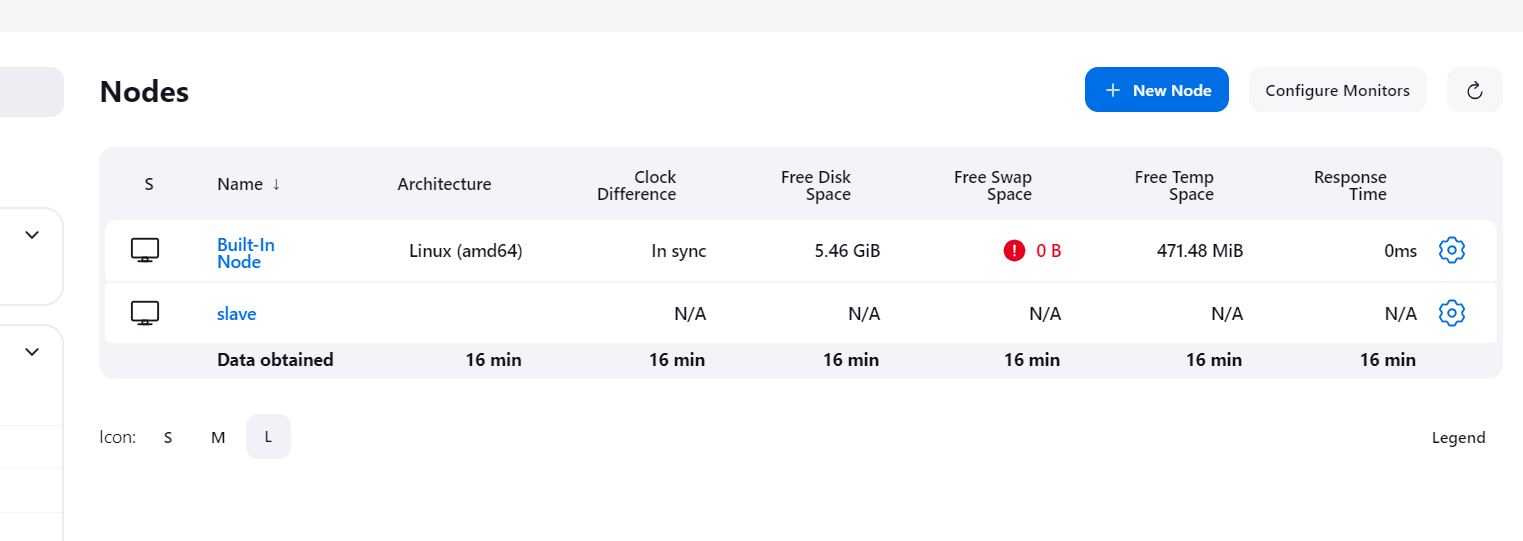 Nodes
+ New Node
Configure Monitors
S
Name ↓
Architecture
Clock
Difference
Free Disk
Space
Free Swap
Space
Free Temp
Space
Response
Time
Built-In
Node
Linux (amd64)
In sync
5.46 GiB
! 0 B
471.48 MiB
0ms
slave
N/A
N/A
N/A
N/A
N/A
Data obtained
16 min
16 min
16 min
16 min
16 min
16 min
Icon:
S
M
L
Legend